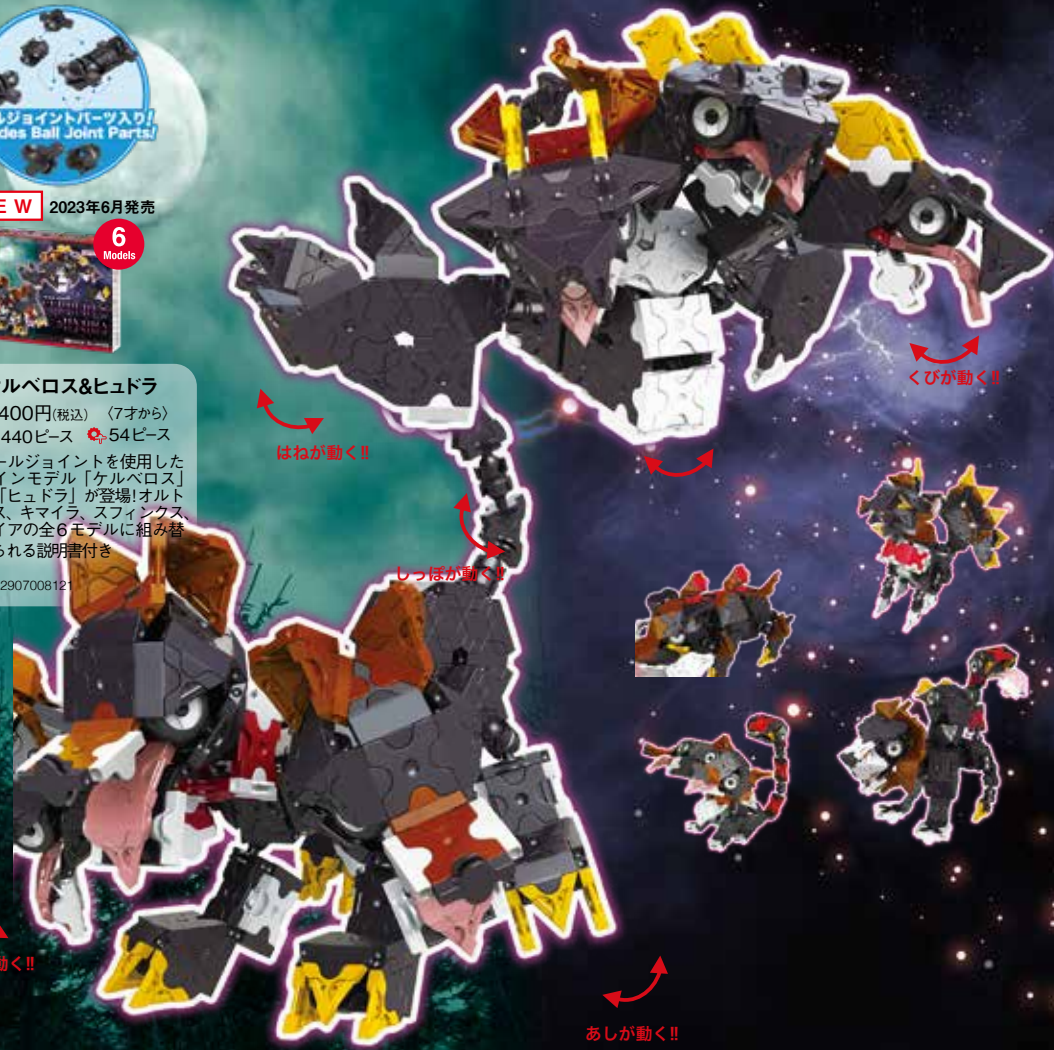 ルジョイントパーツ入り!
des Ball Joint Parts!
E W 2023年6月発売
6
Models
ルベロス&ヒュドラ
400円(税込) 〈7才から〉
440ピース 54ピース
ールジョイントを使用した
インモデル「ケルベロス」
「ヒュドラ」が登場!オルト
ス、キマイラ、スフィンクス、
イアの全6モデルに組み替
られる説明書付き
2907008121
くびが動く!!
はねが動く!!
しっぽが動く!!
動く!!
あしが動く!!